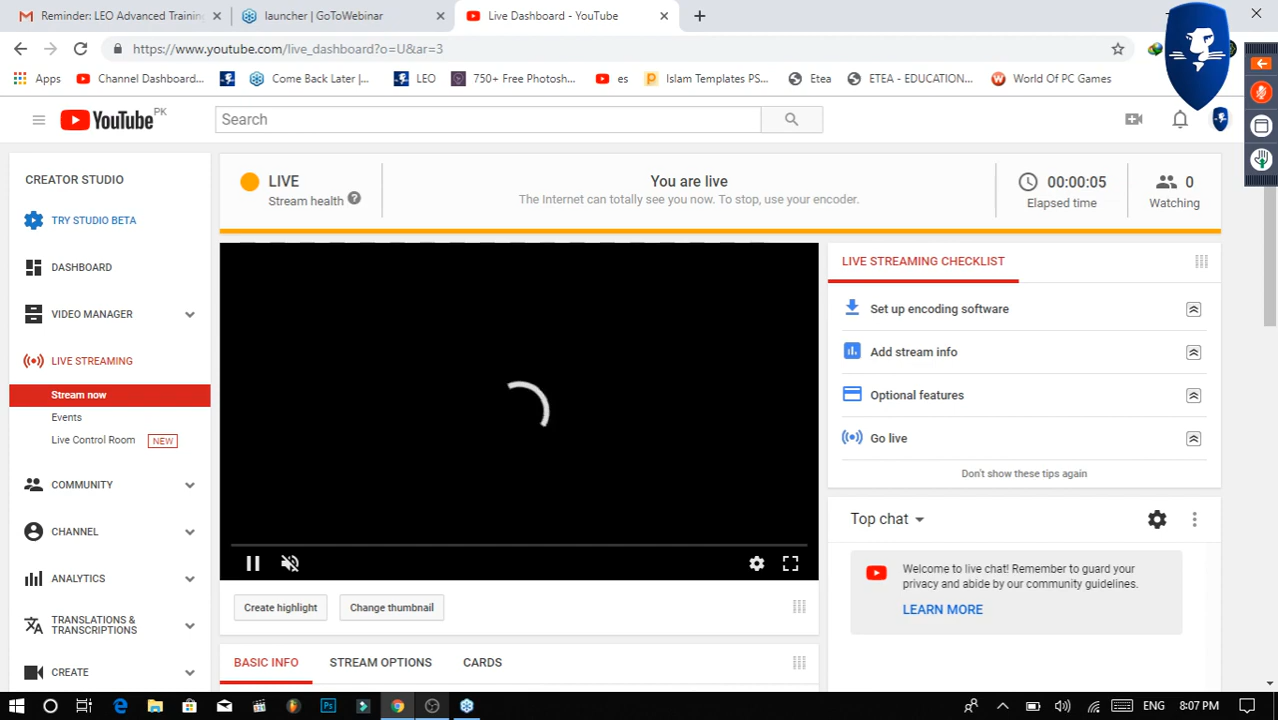 Reminder: LEO Advanced Training
launcher | GoToWebinar
Live Dashboard - YouTube
https://www.youtube.com/live_dashboard?o=U&ar=3
Apps
Channel Dashboard...
Come Back Later |...
LEO
750+ Free Photosh...
es
Islam Templates PS...
Etea
ETEA - EDUCATION...
World Of PC Games
YouTube PK
Search
CREATOR STUDIO
TRY STUDIO BETA
DASHBOARD
VIDEO MANAGER
LIVE STREAMING
Stream now
Events
Live Control Room NEW
COMMUNITY
CHANNEL
ANALYTICS
TRANSLATIONS &
TRANSCRIPTIONS
CREATE
LIVE
Stream health
You are live
The Internet can totally see you now. To stop, use your encoder.
00:00:05
Elapsed time
0
Watching
Create highlight
Change thumbnail
BASIC INFO
STREAM OPTIONS
CARDS
LIVE STREAMING CHECKLIST
Set up encoding software
Add stream info
Optional features
Go live
Don't show these tips again
Top chat
Welcome to live chat! Remember to guard your
privacy and abide by our community guidelines.
LEARN MORE
ENG
8:07 PM